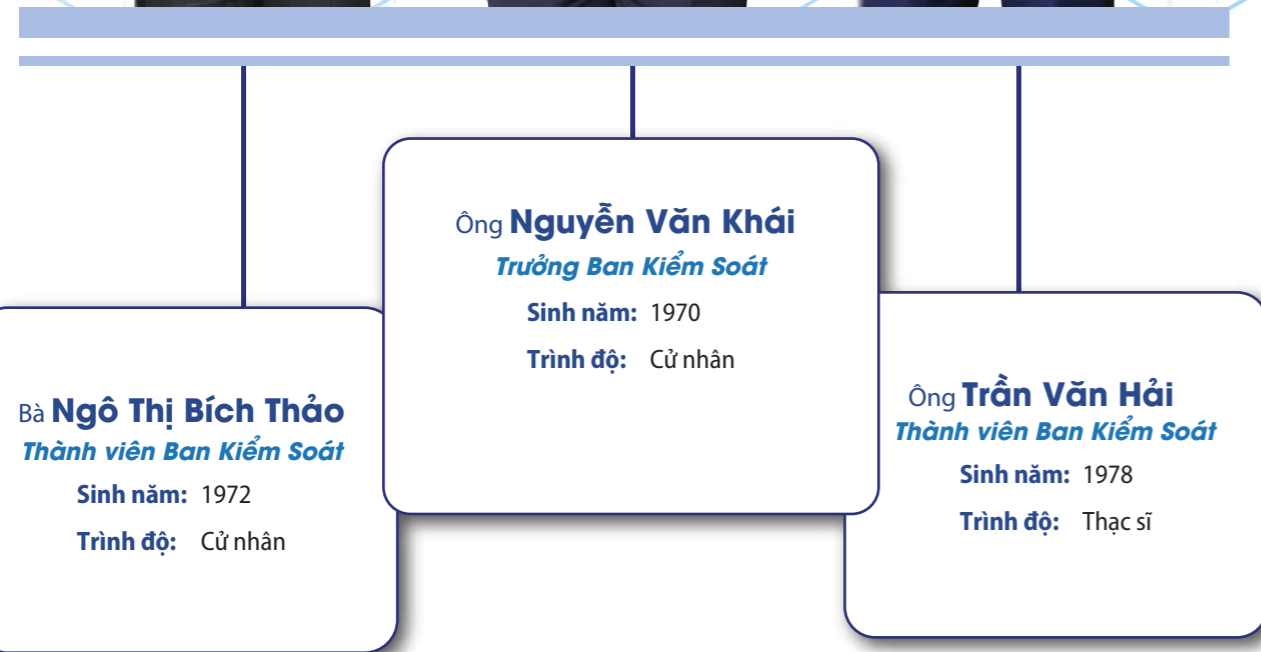 Ông Nguyễn Văn Khái
Trưởng Ban Kiểm Soát
Sinh năm: 1970
Trình độ: Cử nhân
Bà Ngô Thị Bích Thảo
Thành viên Ban Kiểm Soát
Sinh năm: 1972
Trình độ: Cử nhân
Ông Trần Văn Hải
Thành viên Ban Kiểm Soát
Sinh năm: 1978
Trình độ: Thạc sĩ